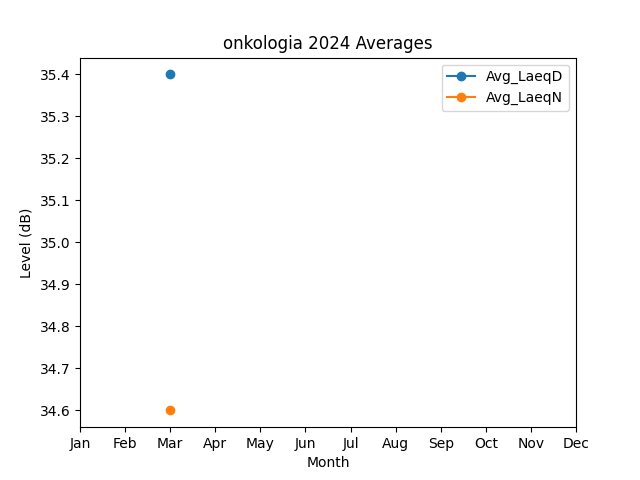 onkologia 2024 Averages
Avg_LaeqD
Avg_LaeqN
Level (dB)
35.4
35.3
35.2
35.1
35.0
34.9
34.8
34.7
34.6
Jan Feb Mar Apr May Jun Jul Aug Sep Oct Nov Dec
Month